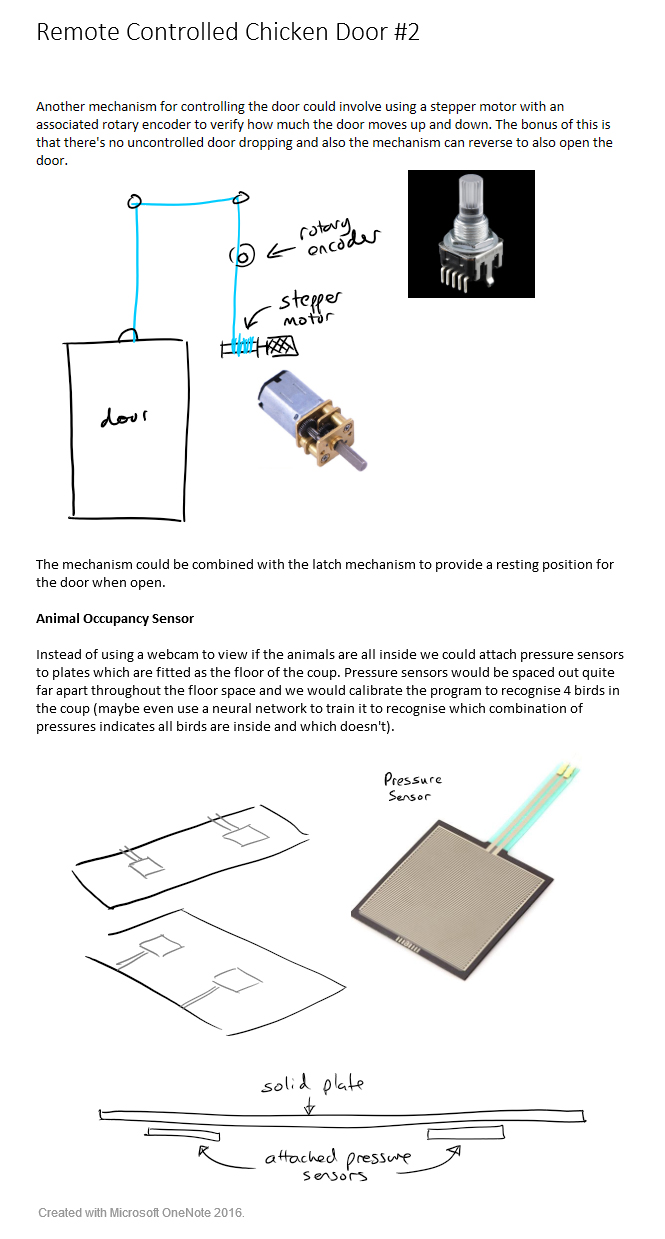 Remote Controlled Chicken Door #2
Another mechanism for controlling the door could involve using a stepper motor with an
associated rotary encoder to verify how much the door moves up and down. The bonus of this is
that there's no uncontrolled door dropping and also the mechanism can reverse to also open the
door.
rotary
encoder
stepper
motor
door
The mechanism could be combined with the latch mechanism to provide a resting position for
the door when open.
Animal Occupancy Sensor
Instead of using a webcam to view if the animals are all inside we could attach pressure sensors
to plates which are fitted as the floor of the coup. Pressure sensors would be spaced out quite
far apart throughout the floor space and we would calibrate the program to recognise 4 birds in
the coup (maybe even use a neural network to train it to recognise which combination of
pressures indicates all birds are inside and which doesn't).
Pressure
Sensor
solid plate
attached pressure
sensors
Created with Microsoft OneNote 2016.